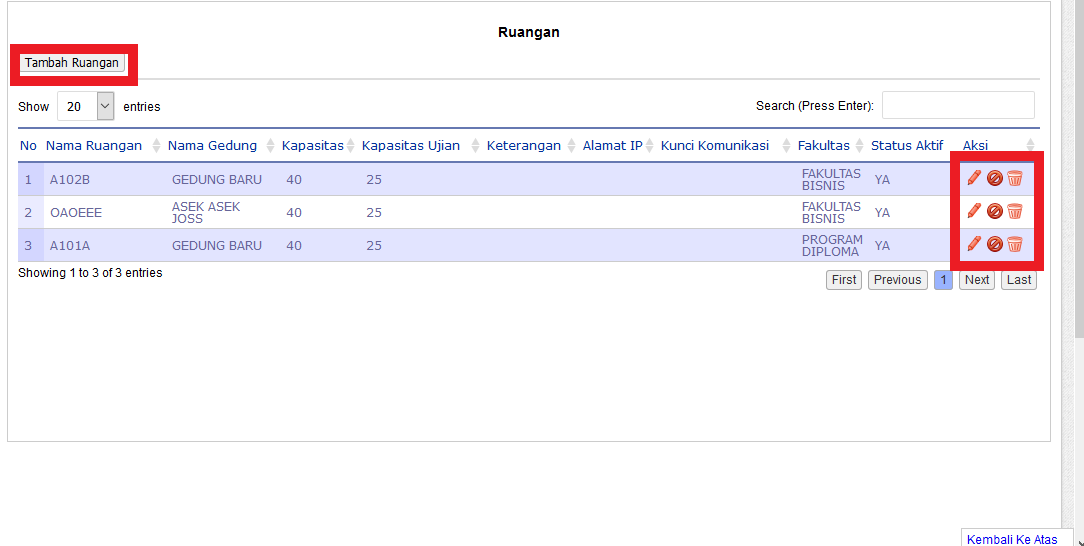 Ruangan
Tambah Ruangan
Show 20 entries Search (Press Enter):
No Nama Ruangan Nama Gedung Kapasitas Kapasitas Ujian Keterangan Alamat IP Kunci Komunikasi Fakultas Status Aktif Aksi
1 A102B GEDUNG BARU 40 25 FAKULTAS BISNIS YA
2 OAOEEE ASEK ASEK JOSS 40 25 FAKULTAS BISNIS YA
3 A101A GEDUNG BARU 40 25 PROGRAM DIPLOMA YA
Showing 1 to 3 of 3 entries
First Previous 1 Next Last
Kembali Ke Atas